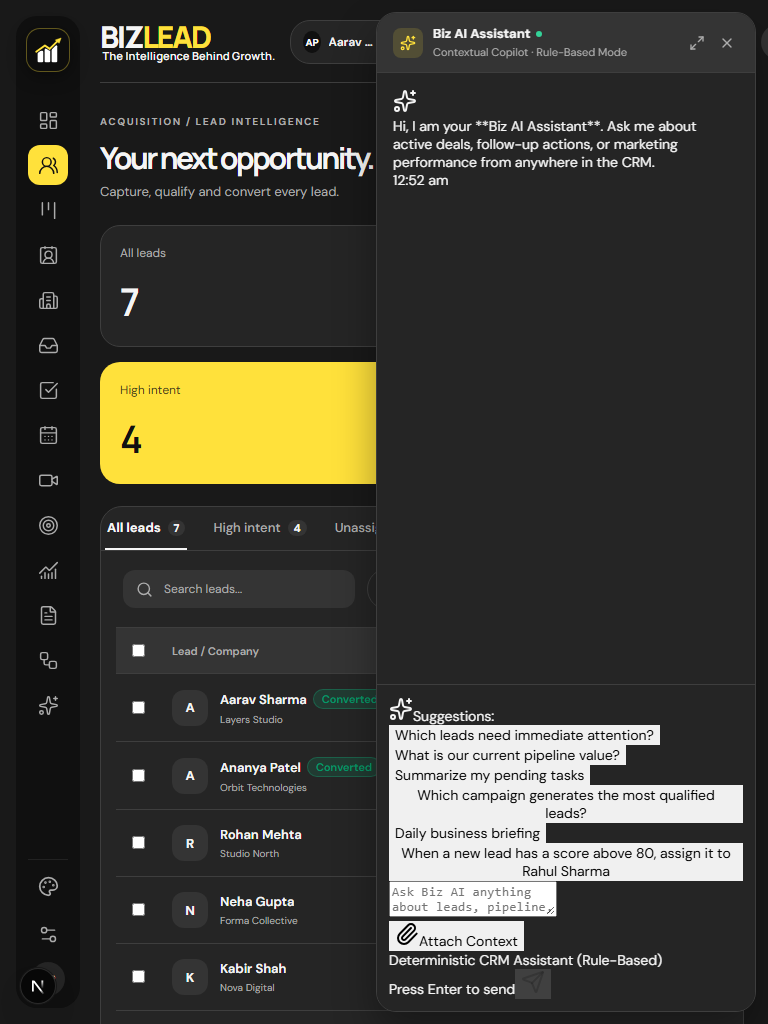 BIZLEAD
The Intelligence Behind Growth.
AP Aarav ...
ACQUISITION / LEAD INTELLIGENCE
Your next opportunity.
Capture, qualify and convert every lead.
All leads
7
High intent
4
All leads 7 High intent 4 Unassi
Search leads...
Lead / Company
A Aarav Sharma Converted
Layers Studio
A Ananya Patel Converted
Orbit Technologies
R Rohan Mehta
Studio North
N Neha Gupta
Forma Collective
K Kabir Shah
Nova Digital
N
Biz AI Assistant
Contextual Copilot · Rule-Based Mode
Hi, I am your **Biz AI Assistant**. Ask me about
active deals, follow-up actions, or marketing
performance from anywhere in the CRM.
12:52 am
Suggestions:
Which leads need immediate attention?
What is our current pipeline value?
Summarize my pending tasks
Which campaign generates the most qualified
leads?
Daily business briefing
When a new lead has a score above 80, assign it to
Rahul Sharma
Ask Biz AI anything
about leads, pipeline,
Attach Context
Deterministic CRM Assistant (Rule-Based)
Press Enter to send